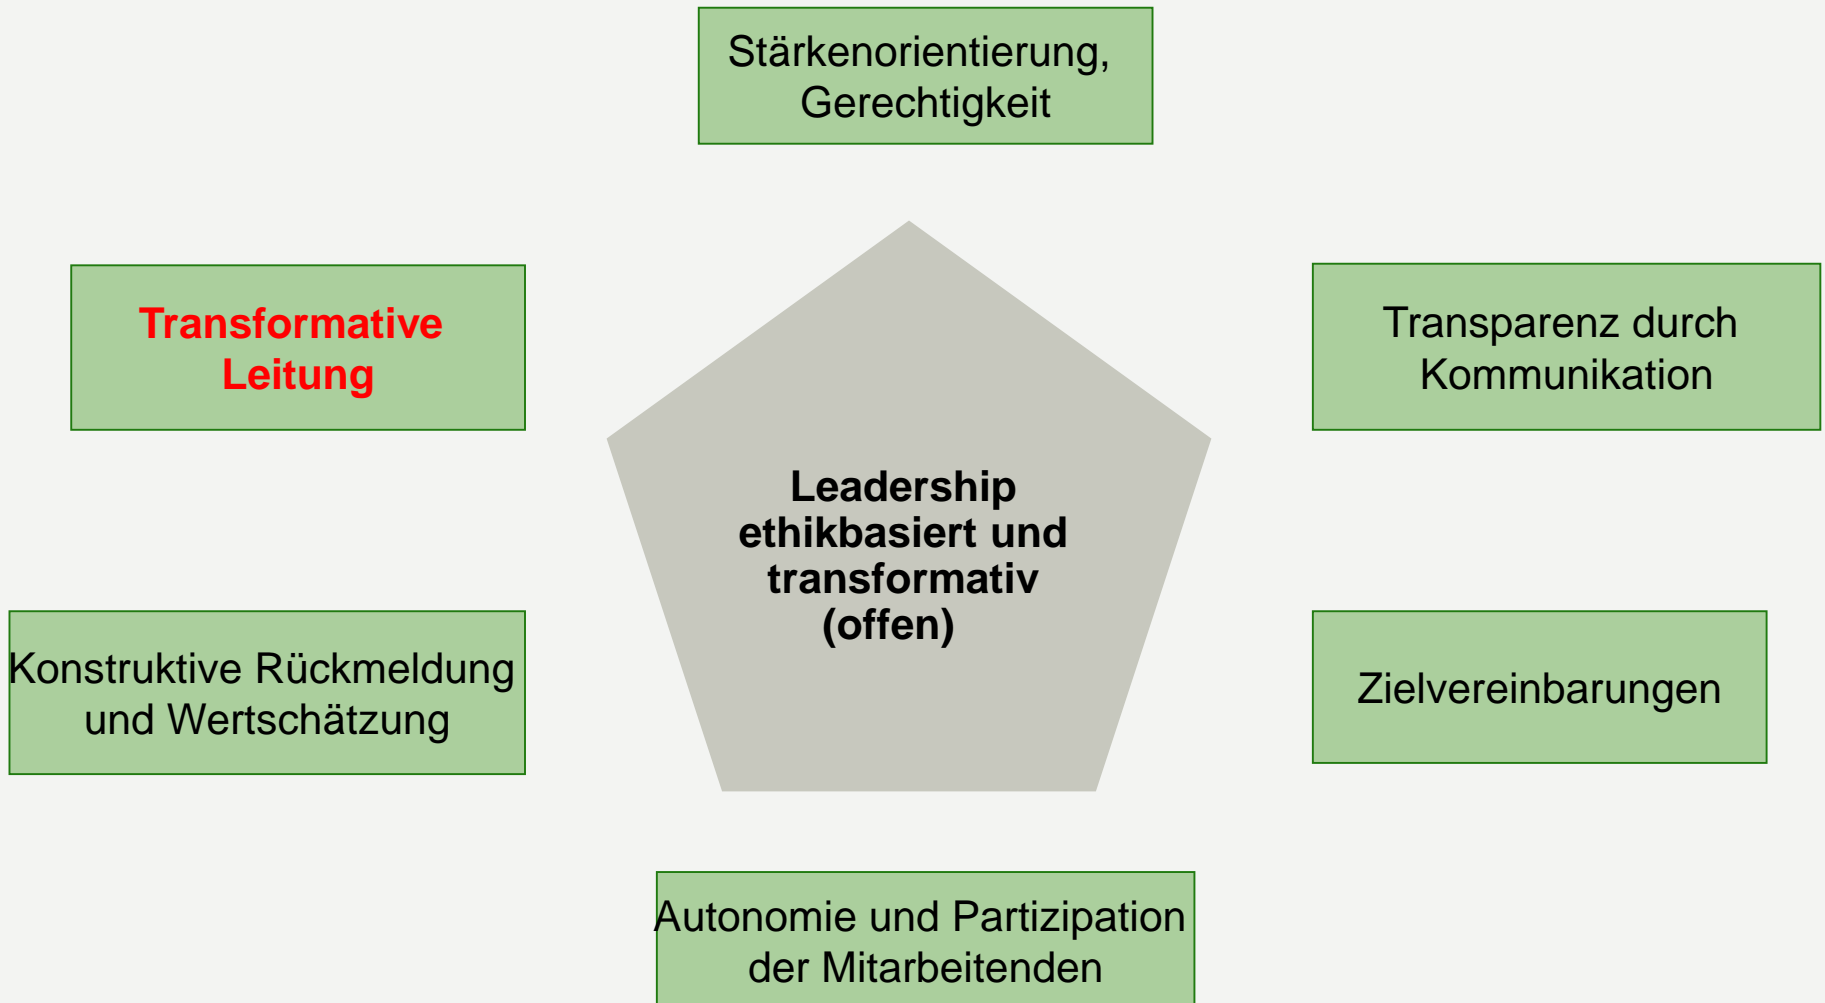 Stärkenorientierung,
Gerechtigkeit
Transformative
Leitung
Transparenz durch
Kommunikation
Leadership
ethikbasiert und
transformativ
(offen)
Konstruktive Rückmeldung
und Wertschätzung
Zielvereinbarungen
Autonomie und Partizipation
der Mitarbeitenden